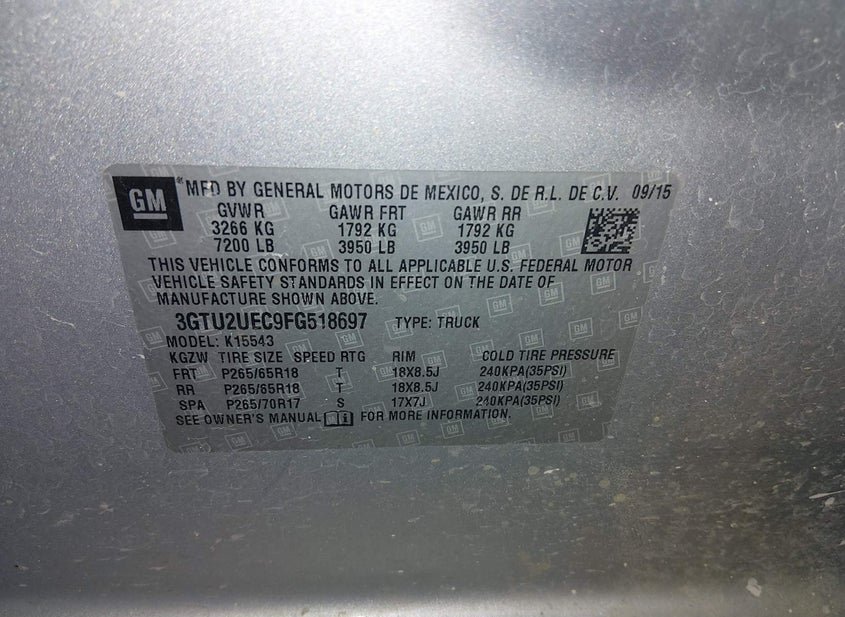 GM MFD BY GENERAL MOTORS DE MEXICO, S. DE R.L. DE C.V. 09/15
GVWR GAWR FRT GAWR RR
3266 KG 1792 KG 1792 KG
7200 LB 3950 LB 3950 LB
THIS VEHICLE CONFORMS TO ALL APPLICABLE U.S. FEDERAL MOTOR
VEHICLE SAFETY STANDARDS IN EFFECT ON THE DATE OF
MANUFACTURE SHOWN ABOVE.
3GTU2UEC9FG518697 TYPE: TRUCK
MODEL: K15543
KGZW TIRE SIZE SPEED RTG RIM COLD TIRE PRESSURE
FRT P265/65R18 T 18X8.5J 240KPA(35PSI)
RR P265/65R18 T 18X8.5J 240KPA(35PSI)
SPA P265/70R17 S 17X7J 240KPA(35PSI)
SEE OWNER'S MANUAL FOR MORE INFORMATION.